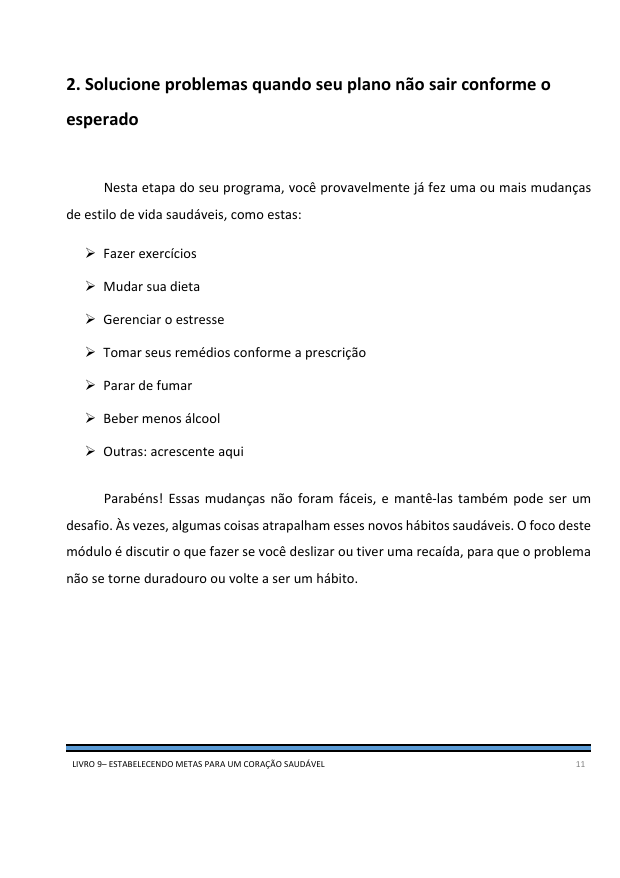 2. Solucione problemas quando seu plano não sair conforme o
esperado
Nesta etapa do seu programa, você provavelmente já fez uma ou mais mudanças
de estilo de vida saudáveis, como estas:
➢ Fazer exercícios
➢ Mudar sua dieta
➢ Gerenciar o estresse
➢ Tomar seus remédios conforme a prescrição
➢ Parar de fumar
➢ Beber menos álcool
➢ Outras: acrescente aqui
Parabéns! Essas mudanças não foram fáceis, e mantê-las também pode ser um
desafio. Às vezes, algumas coisas atrapalham esses novos hábitos saudáveis. O foco deste
módulo é discutir o que fazer se você deslizar ou tiver uma recaída, para que o problema
não se torne duradouro ou volte a ser um hábito.
LIVRO 9– ESTABELECENDO METAS PARA UM CORAÇÃO SAUDÁVEL 11